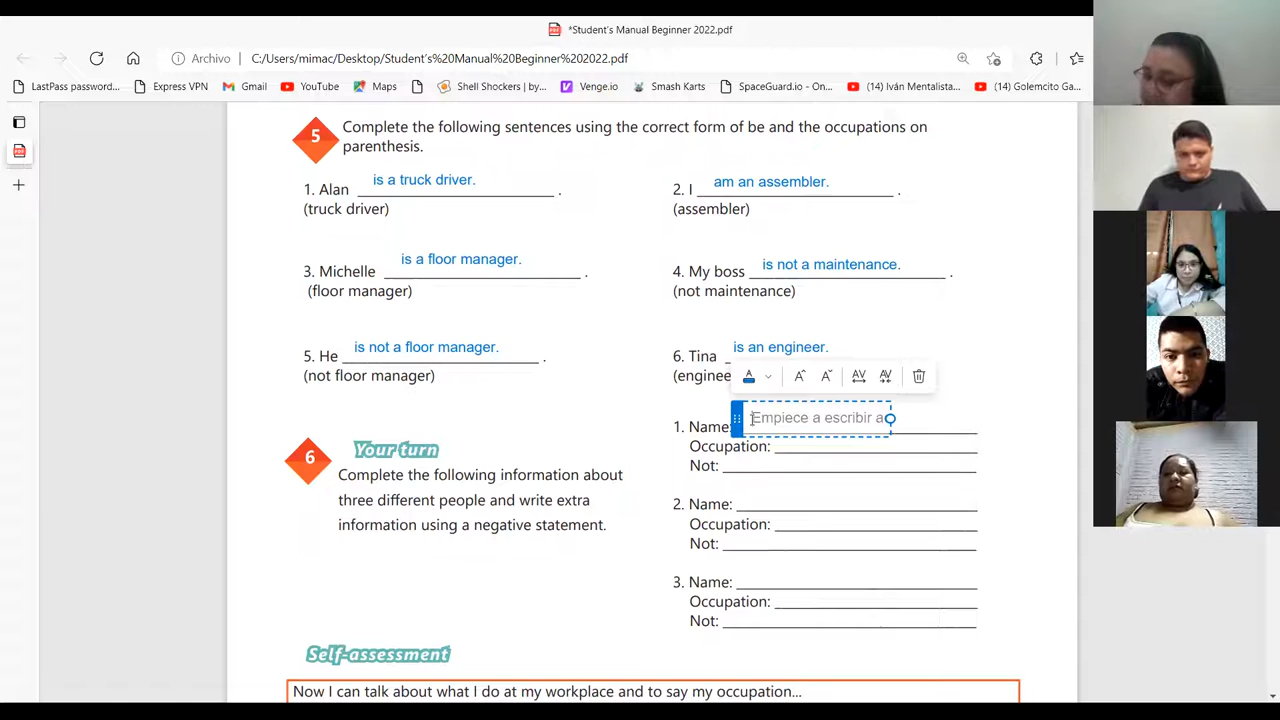 *Student's Manual Beginner 2022.pdf
Archivo C:/Users/mimac/Desktop/Student's%20Manual%20Beginner%202022.pdf
LastPass password... Express VPN Gmail YouTube Maps Shell Shockers | by... Venge.io Smash Karts SpaceGuard.io - On... (14) Iván Mentalista... (14) Golemcito Ga...
5 Complete the following sentences using the correct form of be and the occupations on
parenthesis.
1. Alan is a truck driver. .
(truck driver)
2. I am an assembler. .
(assembler)
3. Michelle is a floor manager. .
(floor manager)
4. My boss is not a maintenance. .
(not maintenance)
5. He is not a floor manager. .
(not floor manager)
6. Tina is an engineer.
(enginee
6 Your turn
Complete the following information about
three different people and write extra
information using a negative statement.
1. Name: Empiece a escribir a
Occupation:
Not:
2. Name:
Occupation:
Not:
3. Name:
Occupation:
Not:
Self-assessment
Now I can talk about what I do at my workplace and to say my occupation...